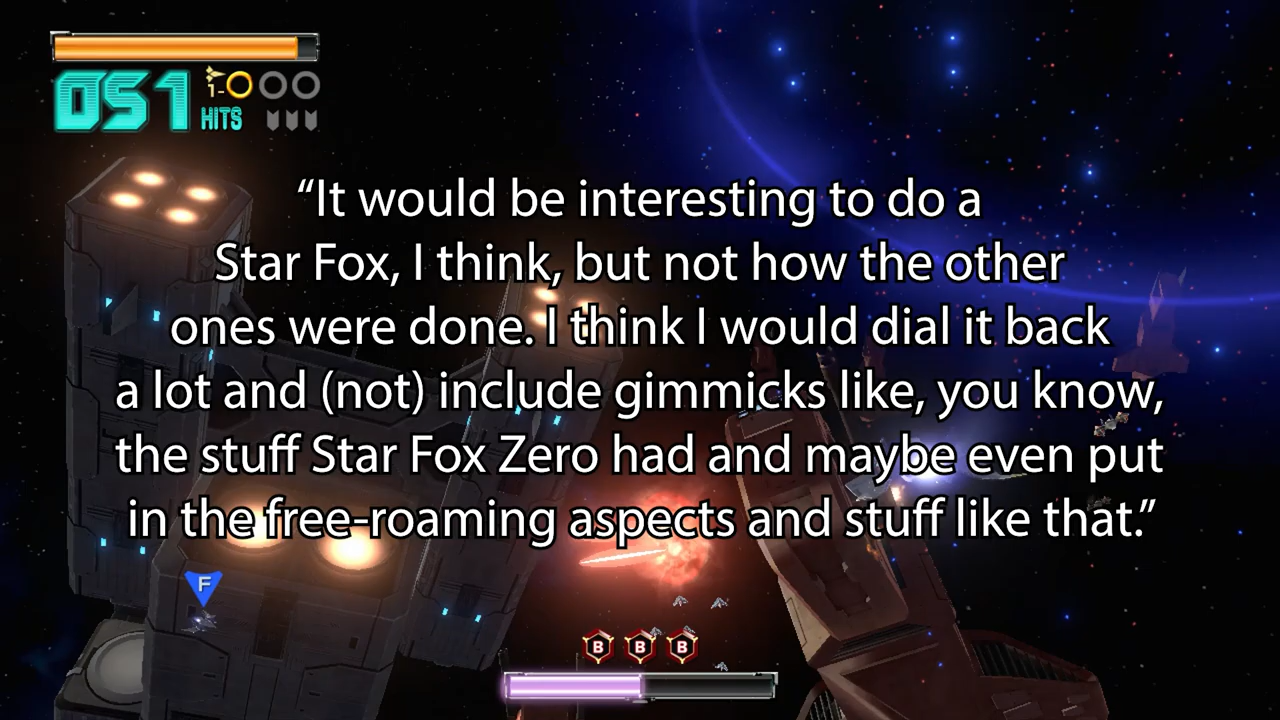 051
1-
HITS
“It would be interesting to do a
Star Fox, I think, but not how the other
ones were done. I think I would dial it back
a lot and (not) include gimmicks like, you know,
the stuff Star Fox Zero had and maybe even put
in the free-roaming aspects and stuff like that.”
F
B B B